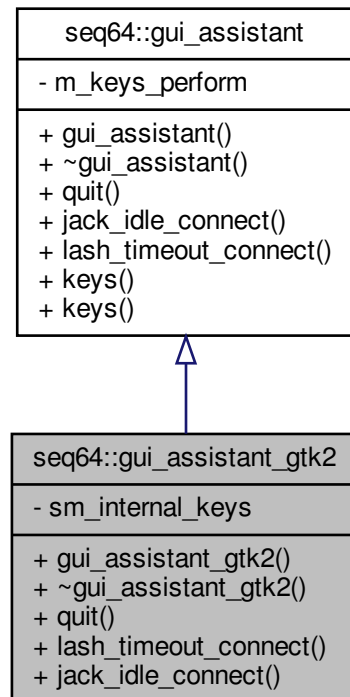 seq64::gui_assistant
- m_keys_perform
+ gui_assistant()
+ ~gui_assistant()
+ quit()
+ jack_idle_connect()
+ lash_timeout_connect()
+ keys()
+ keys()
seq64::gui_assistant_gtk2
- sm_internal_keys
+ gui_assistant_gtk2()
+ ~gui_assistant_gtk2()
+ quit()
+ lash_timeout_connect()
+ jack_idle_connect()